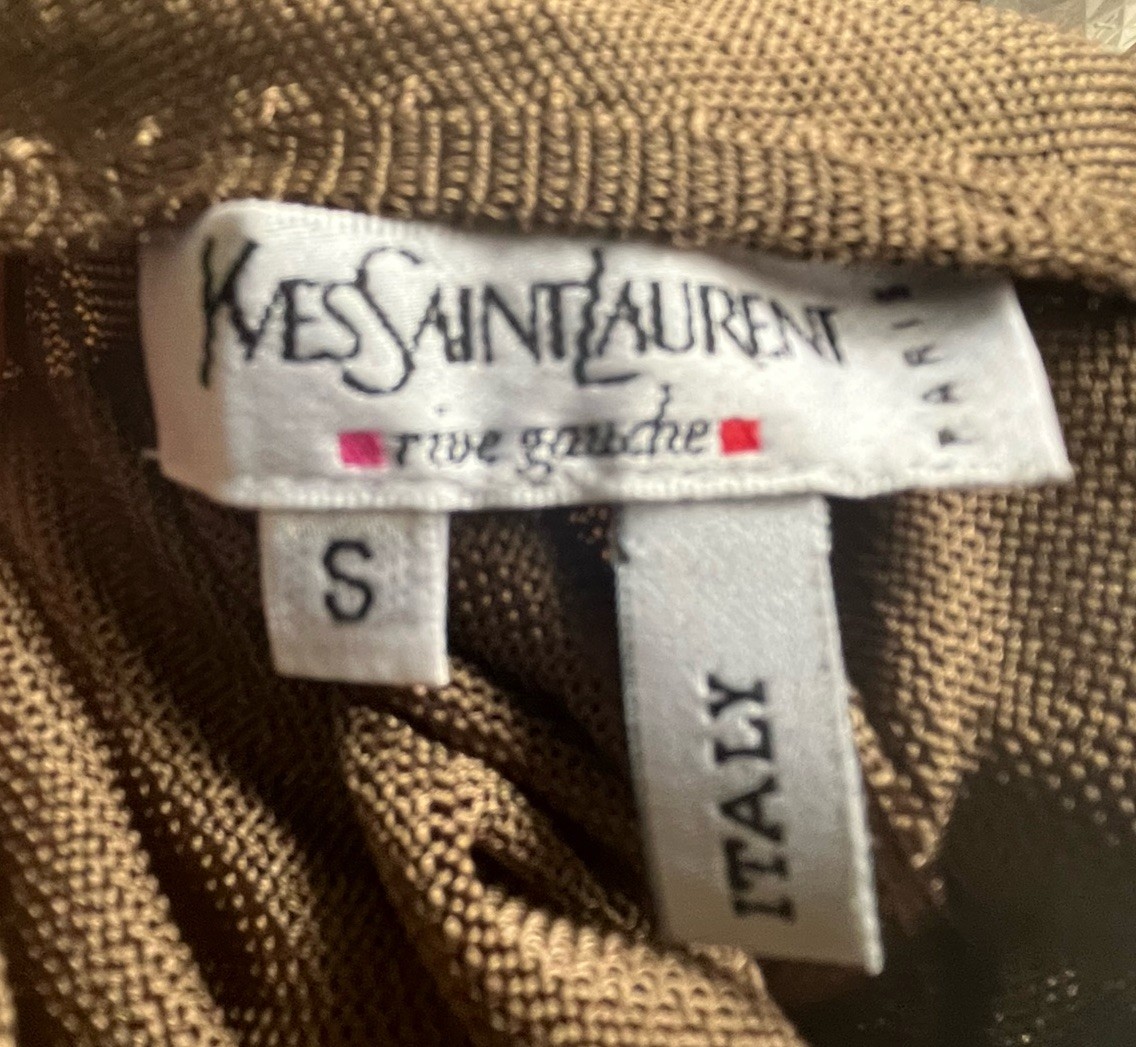 YVESSAINTLAURENT
PARIS
rive gauche
S
ITALY